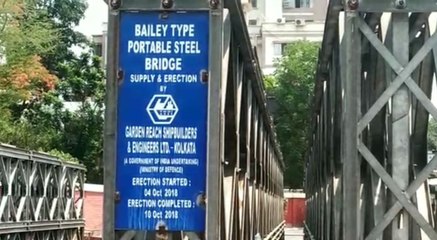 BAILEY TYPE
PORTABLE STEEL
BRIDGE
SUPPLY & ERECTION
BY
GARDEN REACH SHIPBUILDERS
& ENGINEERS LTD. - KOLKATA
(A GOVERNMENT OF INDIA UNDERTAKING)
(MINISTRY OF DEFENCE)
ERECTION STARTED :
04 Oct 2018
ERECTION COMPLETED :
10 Oct 2018